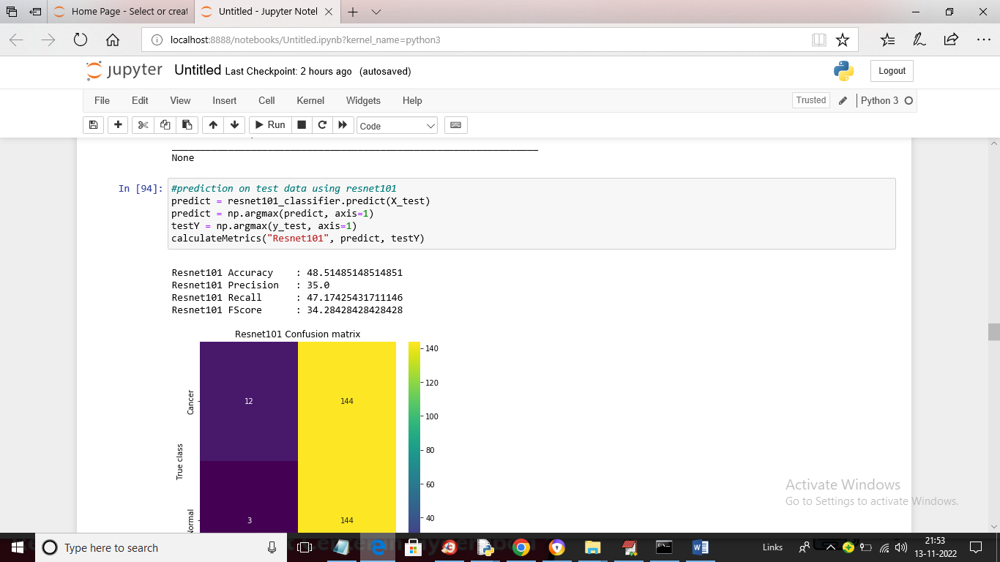 Home Page - Select or creat
Untitled - Jupyter Notel
localhost:8888/notebooks/Untitled.ipynb?kernel_name=python3
jupyter Untitled Last Checkpoint: 2 hours ago (autosaved)
Logout
File Edit View Insert Cell Kernel Widgets Help
Trusted Python 3
Run Code
None
In [94]: #prediction on test data using resnet101
predict = resnet101_classifier.predict(X_test)
predict = np.argmax(predict, axis=1)
testY = np.argmax(y_test, axis=1)
calculateMetrics("Resnet101", predict, testY)
Resnet101 Accuracy : 48.51485148514851
Resnet101 Precision : 35.0
Resnet101 Recall : 47.17425431711146
Resnet101 FScore : 34.28428428428428
Resnet101 Confusion matrix
True class
Cancer
12 144
Normal
3 144
140
120
100
80
60
40
Activate Windows
Go to Settings to activate Windows.
Type here to search
Links
21:53
13-11-2022